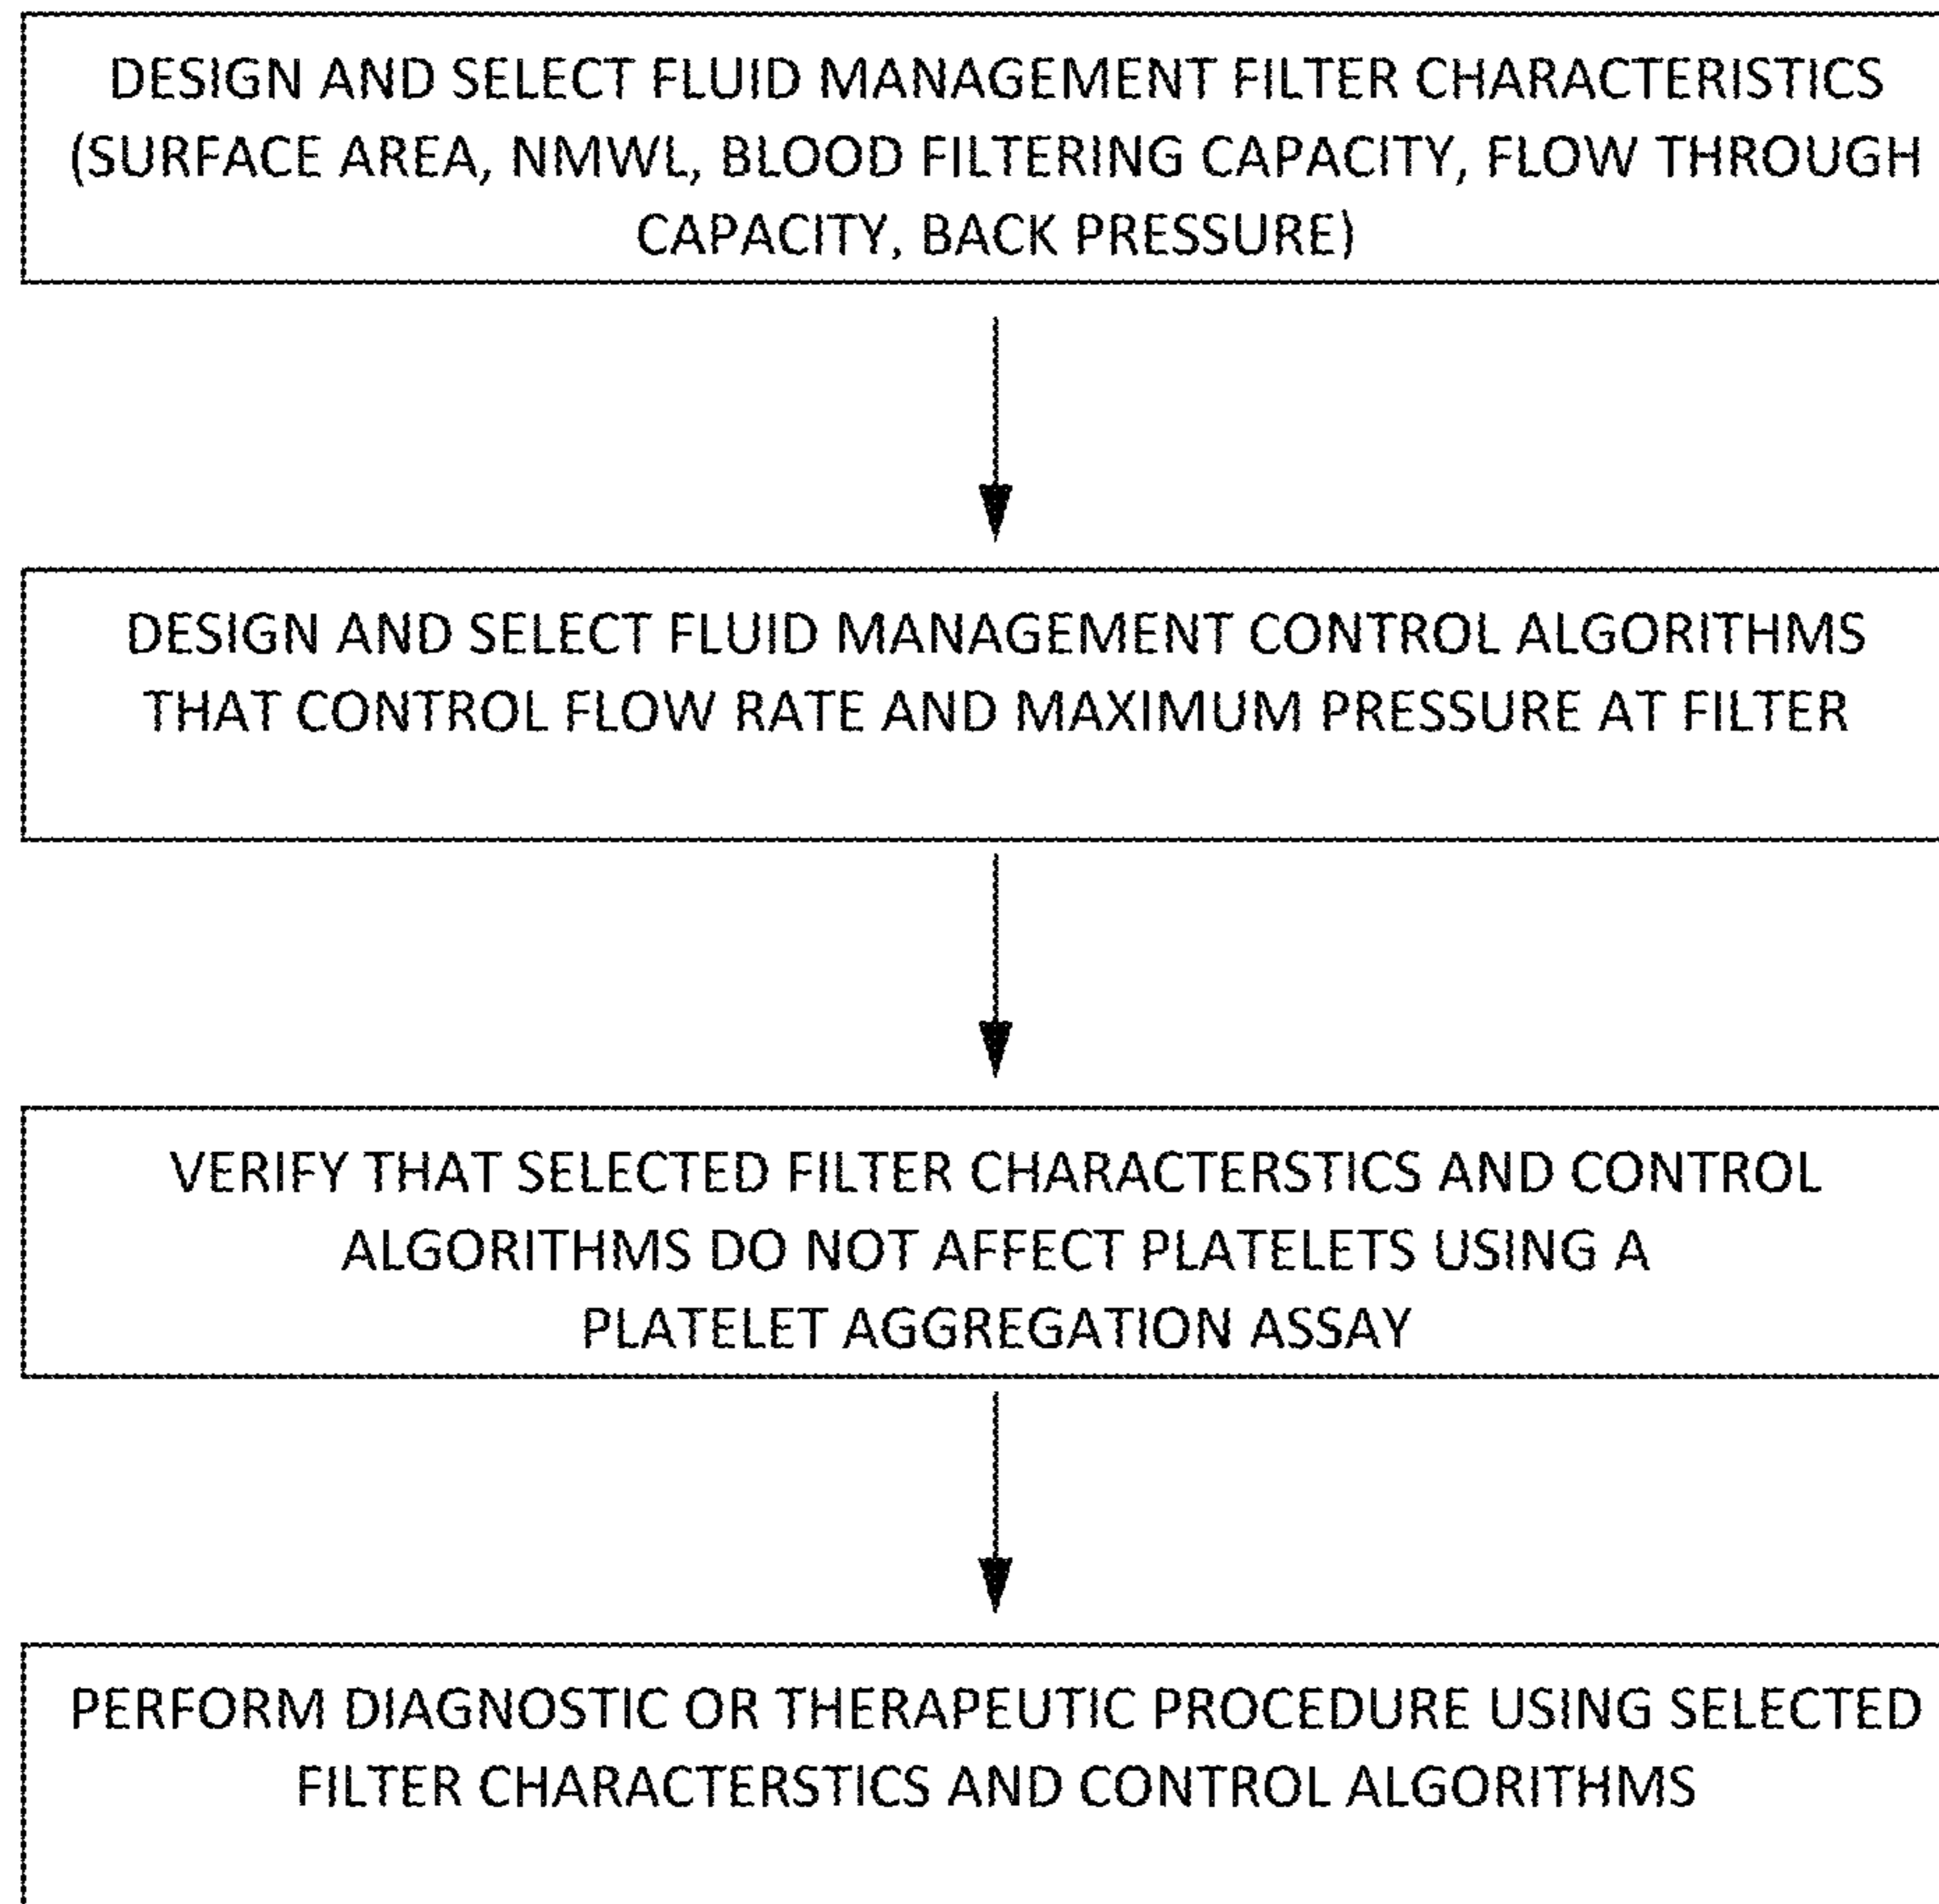 DESIGN AND SELECT FLUID MANAGEMENT FILTER CHARACTERISTICS
(SURFACE AREA, NMWL, BLOOD FILTERING CAPACITY, FLOW THROUGH
CAPACITY, BACK PRESSURE)
DESIGN AND SELECT FLUID MANAGEMENT CONTROL ALGORITHMS
THAT CONTROL FLOW RATE AND MAXIMUM PRESSURE AT FILTER
VERIFY THAT SELECTED FILTER CHARACTERSTICS AND CONTROL
ALGORITHMS DO NOT AFFECT PLATELETS USING A
PLATELET AGGREGATION ASSAY
PERFORM DIAGNOSTIC OR THERAPEUTIC PROCEDURE USING SELECTED
FILTER CHARACTERSTICS AND CONTROL ALGORITHMS